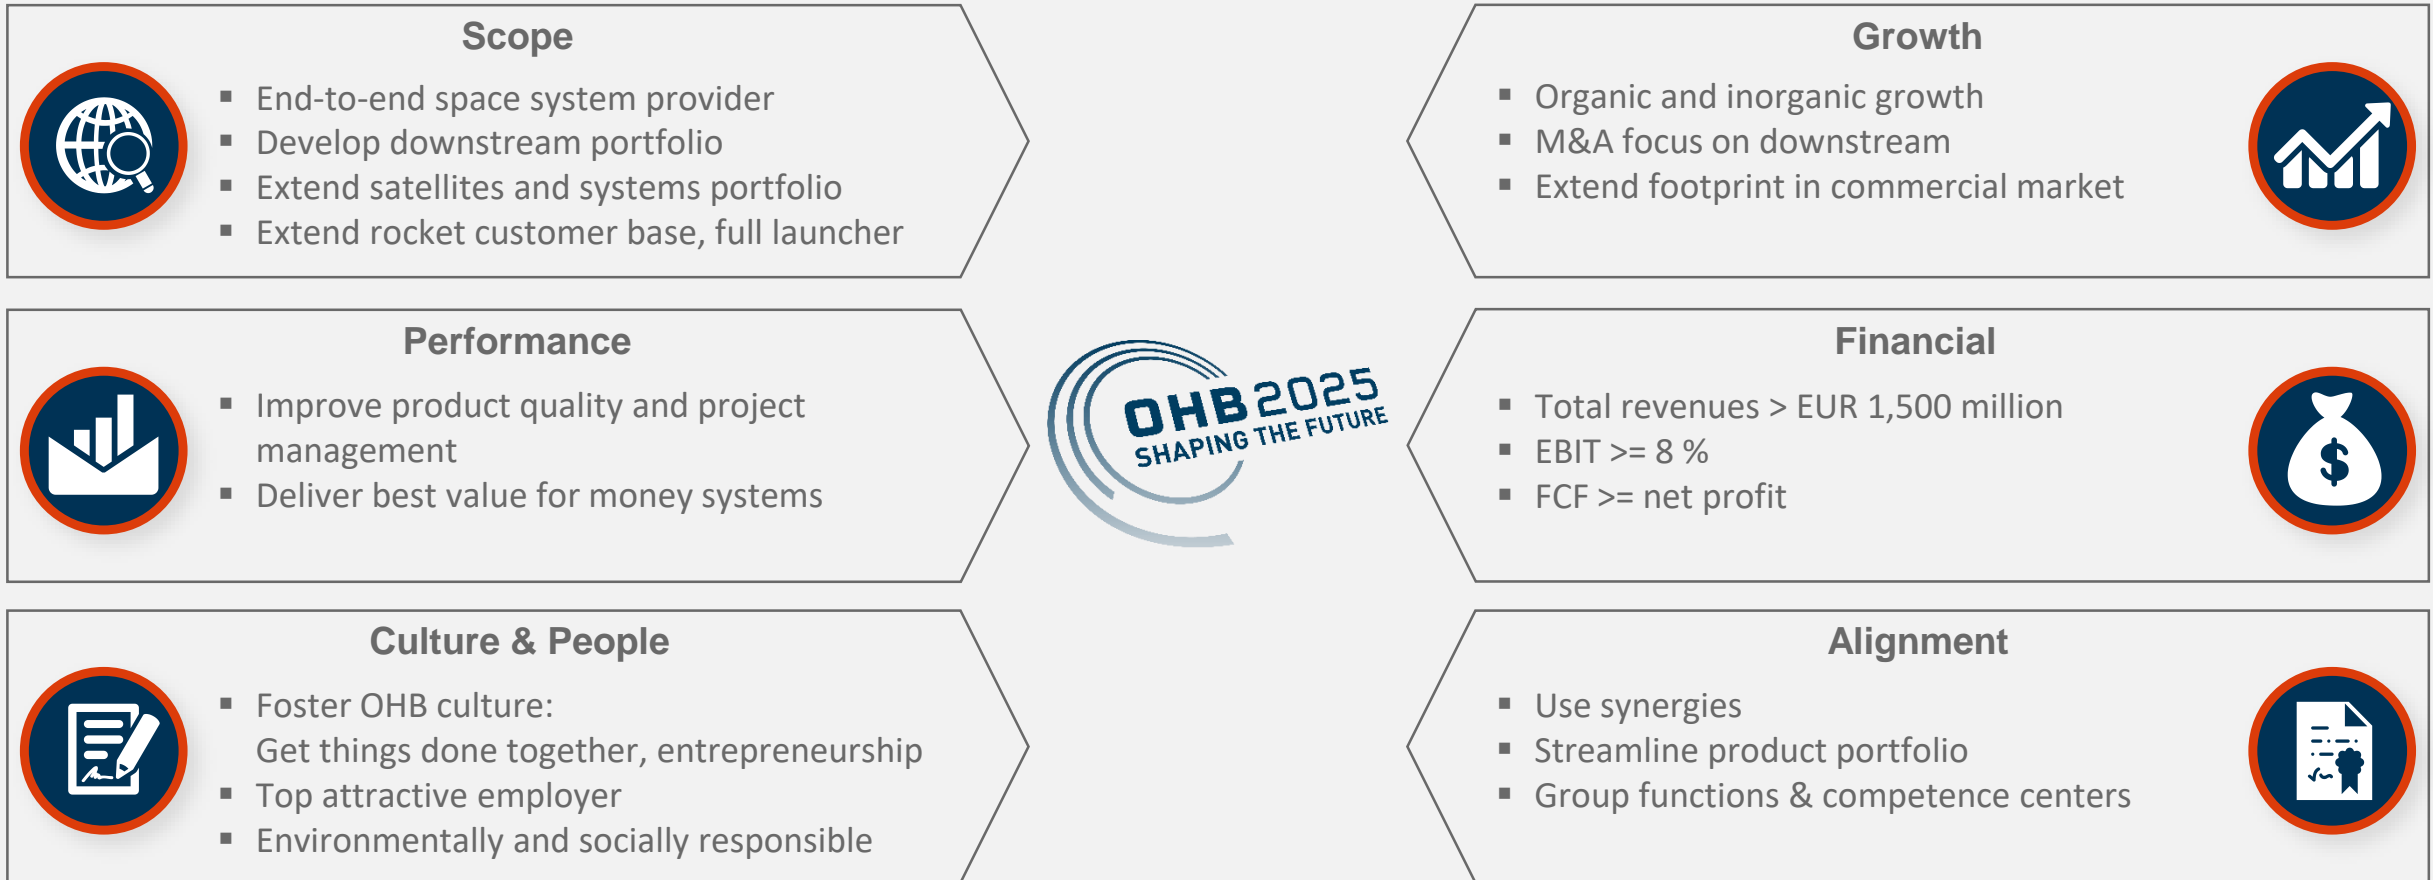 Scope
▪ End-to-end space system provider
▪ Develop downstream portfolio
▪ Extend satellites and systems portfolio
▪ Extend rocket customer base, full launcher
Growth
▪ Organic and inorganic growth
▪ M&A focus on downstream
▪ Extend footprint in commercial market
Performance
▪ Improve product quality and project
management
▪ Deliver best value for money systems
OHB 2025
SHAPING THE FUTURE
Financial
▪ Total revenues > EUR 1,500 million
▪ EBIT >= 8 %
▪ FCF >= net profit
$
Culture & People
▪ Foster OHB culture:
Get things done together, entrepreneurship
▪ Top attractive employer
▪ Environmentally and socially responsible
Alignment
▪ Use synergies
▪ Streamline product portfolio
▪ Group functions & competence centers